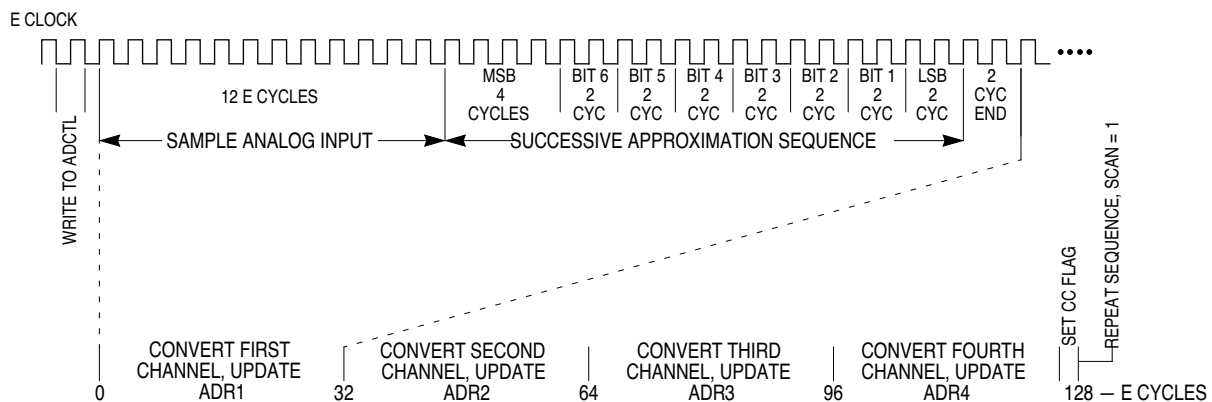 E CLOCK
12 E CYCLES
MSB
4
CYCLES
BIT 6
2
CYC
BIT 5
2
CYC
BIT 4
2
CYC
BIT 3
2
CYC
BIT 2
2
CYC
BIT 1
2
CYC
LSB
2
CYC
2
CYC
END
WRITE TO ADCTL
SAMPLE ANALOG INPUT
SUCCESSIVE APPROXIMATION SEQUENCE
SET CC FLAG
REPEAT SEQUENCE, SCAN = 1
CONVERT FIRST
CHANNEL, UPDATE
ADR1
CONVERT SECOND
CHANNEL, UPDATE
ADR2
CONVERT THIRD
CHANNEL, UPDATE
ADR3
CONVERT FOURTH
CHANNEL, UPDATE
ADR4
0
32
64
96
128 — E CYCLES